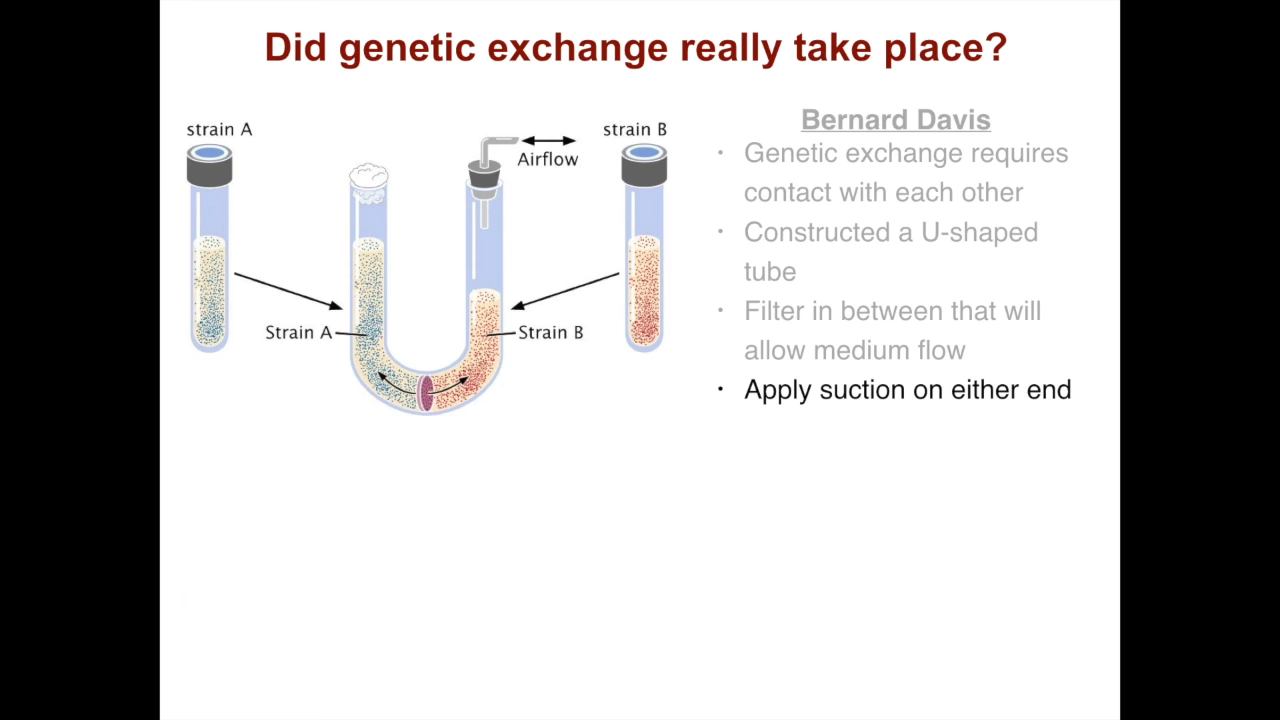 Did genetic exchange really take place?
strain A
strain B
Airflow
Strain A
Strain B
Bernard Davis
• Genetic exchange requires
contact with each other
• Constructed a U-shaped
tube
• Filter in between that will
allow medium flow
• Apply suction on either end